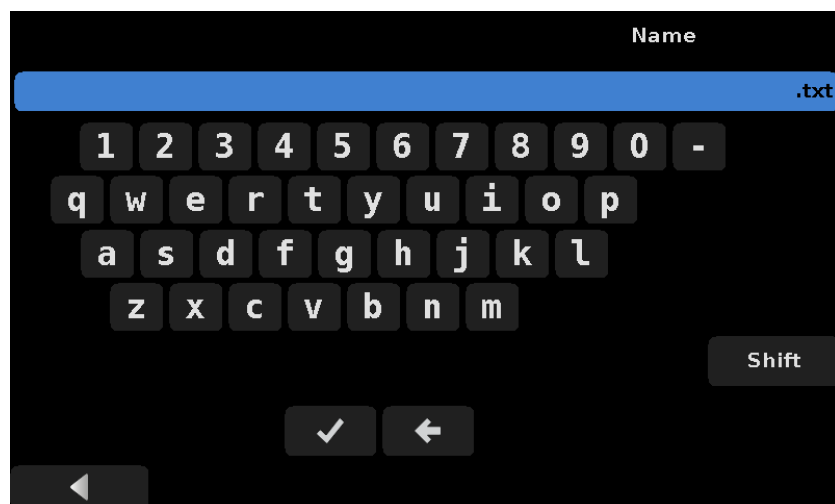 Name
.txt
1 2 3 4 5 6 7 8 9 0 -
q w e r t y u i o p
a s d f g h j k l
z x c v b n m
Shift